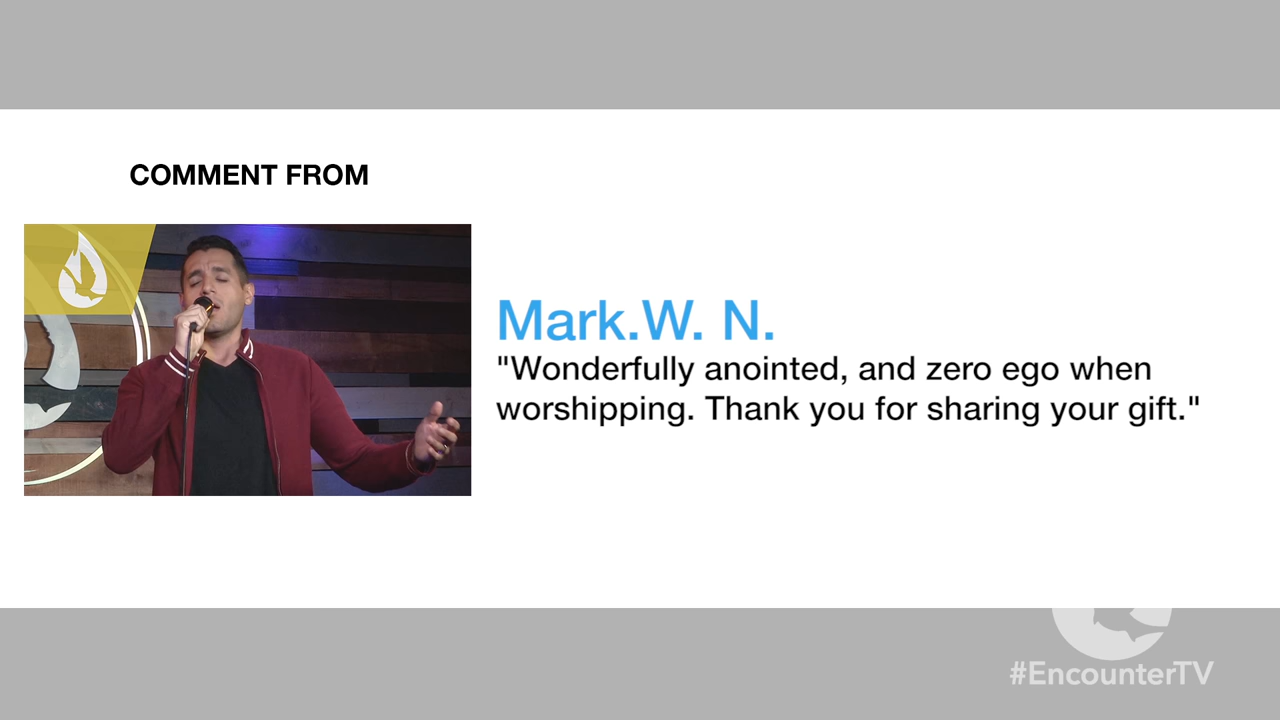 COMMENT FROM
Mark.W. N.
"Wonderfully anointed, and zero ego when
worshipping. Thank you for sharing your gift."
#EncounterTV